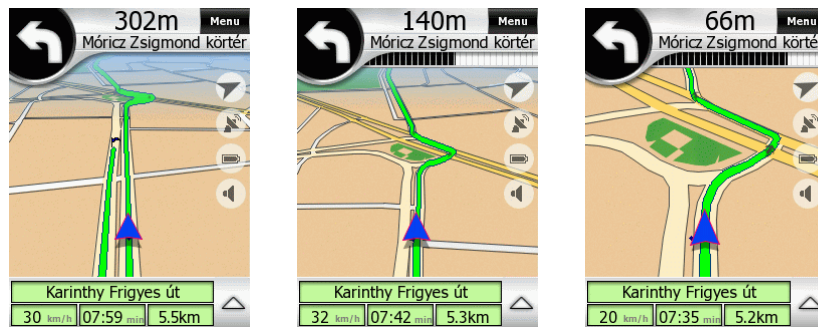 302m Menu
Móricz Zsigmond körtér
Karinthy Frigyes út
30 km/h 07:59 min 5.5km
140m Menu
Móricz Zsigmond körtér
Karinthy Frigyes út
32 km/h 07:42 min 5.3km
66m Menu
Móricz Zsigmond körté
Karinthy Frigyes út
20 km/h 07:35 min 5.2km